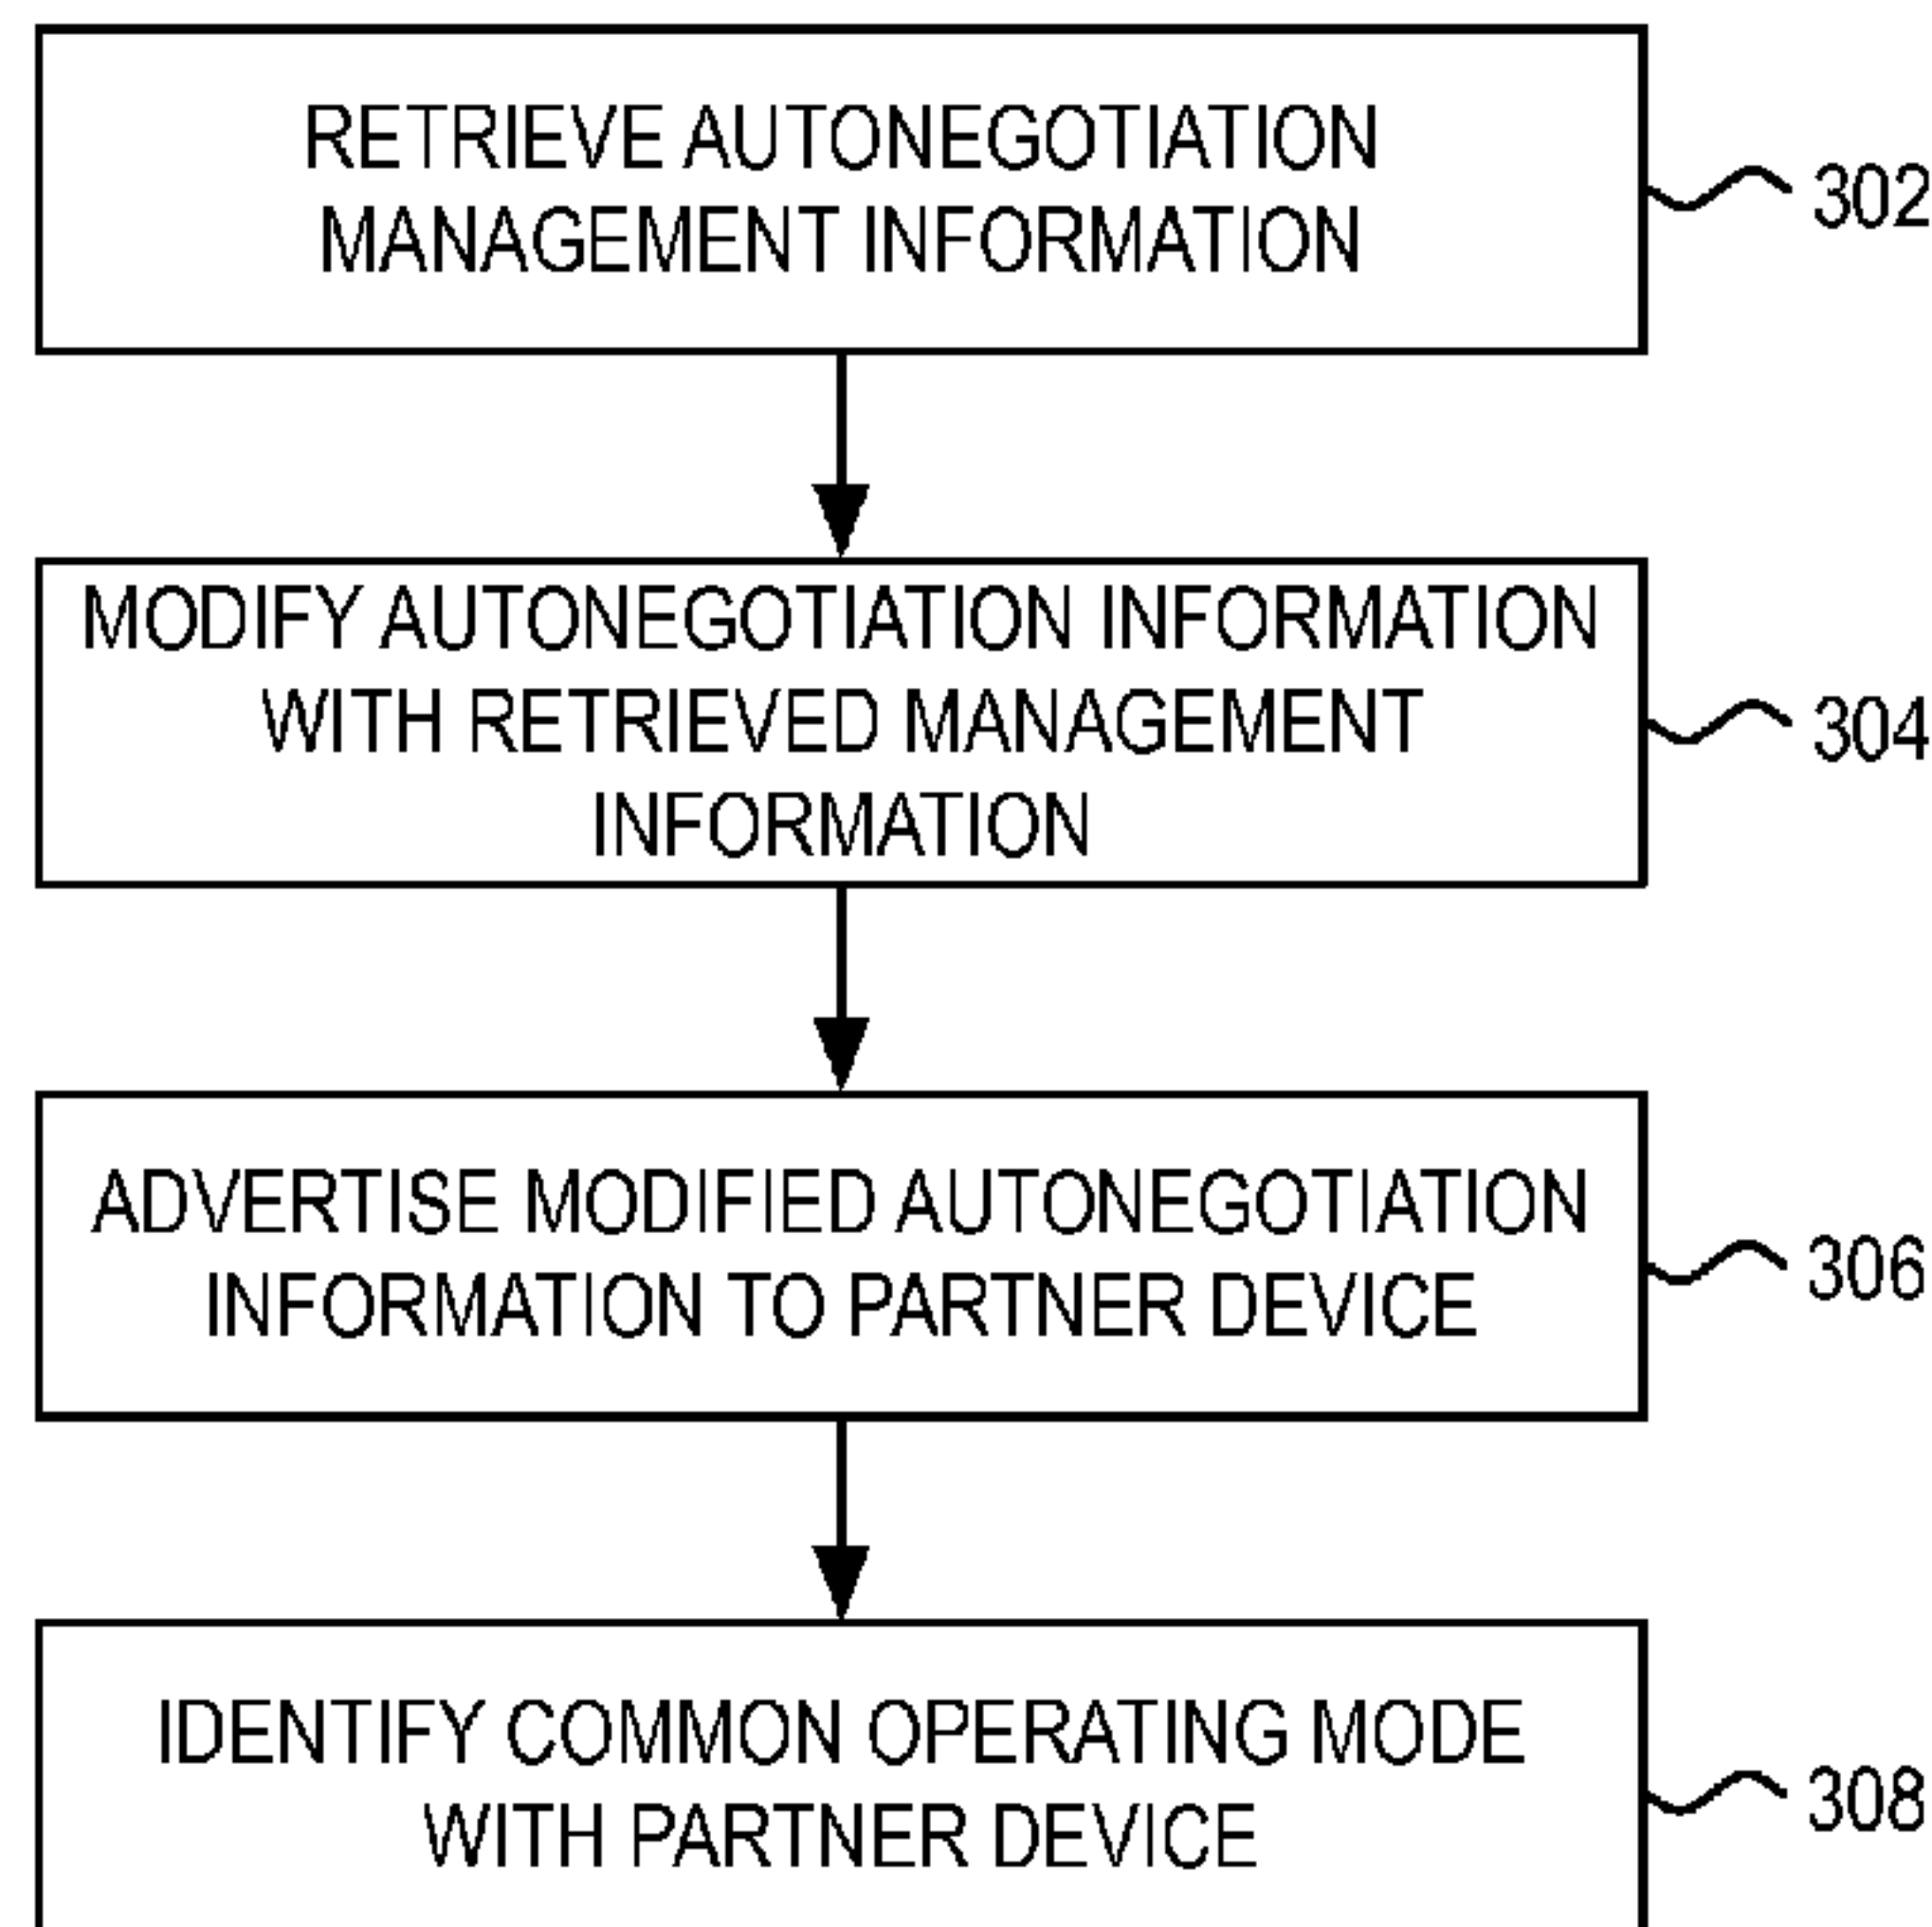 RETRIEVE AUTONEGOTIATION
MANAGEMENT INFORMATION
302
MODIFY AUTONEGOTIATION INFORMATION
WITH RETRIEVED MANAGEMENT
INFORMATION
304
ADVERTISE MODIFIED AUTONEGOTIATION
INFORMATION TO PARTNER DEVICE
306
IDENTIFY COMMON OPERATING MODE
WITH PARTNER DEVICE
308